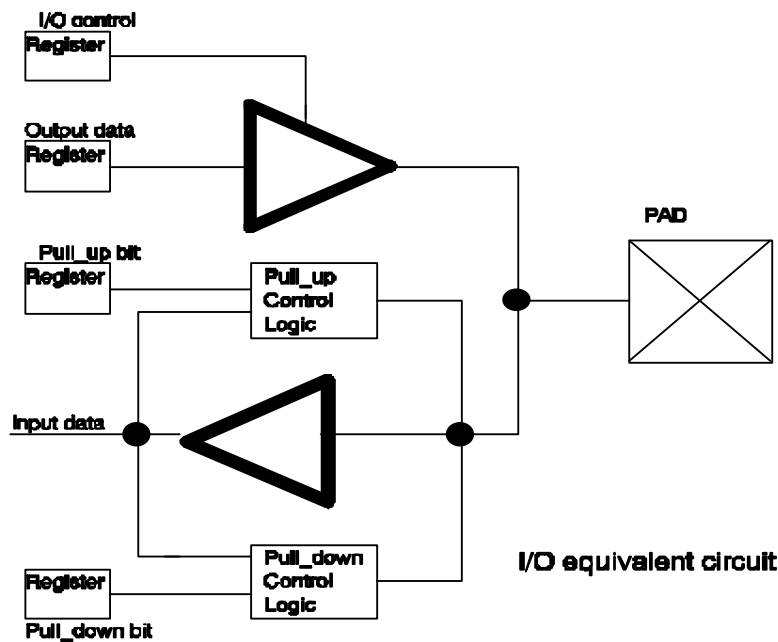 I/O control
Register
Output data
Register
PAD
Pull_up bit
Register
Pull_up
Control
Logic
Input data
Pull_down
Control
Logic
I/O equivalent circuit
Register
Pull_down bit